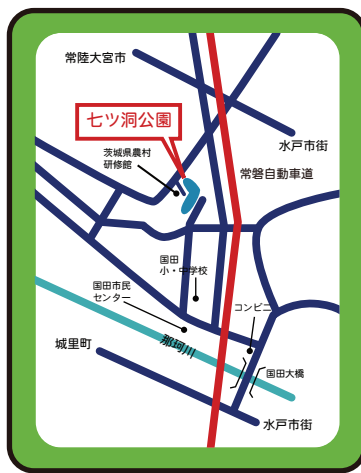 常陸大宮市
七ツ洞公園
水戸市街
茨城県農村
研修館
常磐自動車道
国田
小・中学校
国田市民
センター
コンビニ
那珂川
城里町
国田大橋
水戸市街